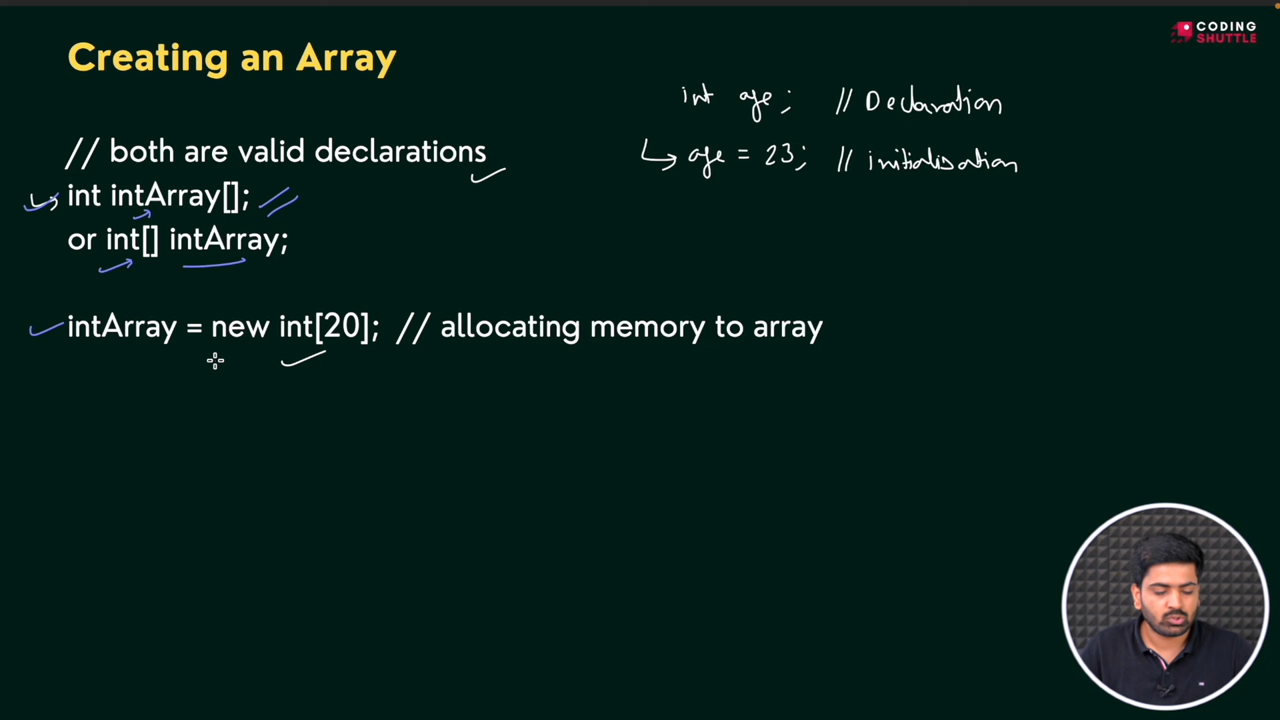 CODING
SHUTTLE
Creating an Array
int age; // Declaration
// both are valid declarations
age = 23; // initialisation
int intArray[];
or int[] intArray;
intArray = new int[20]; // allocating memory to array